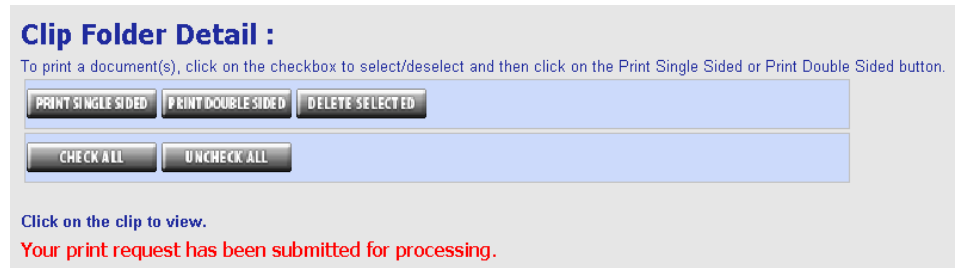 Clip Folder Detail :
To print a document(s), click on the checkbox to select/deselect and then click on the Print Single Sided or Print Double Sided button.
PRINT SINGLE SIDED PRINT DOUBLE SIDED DELETE SELECTED
CHECK ALL UNCHECK ALL
Click on the clip to view.
Your print request has been submitted for processing.